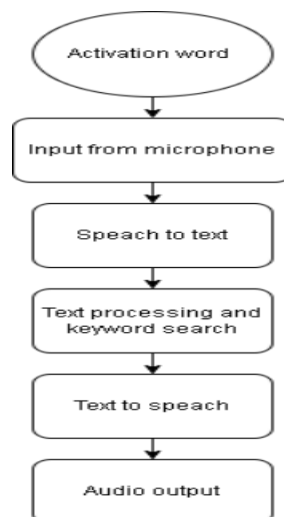 Activation word
Input from microphone
Speach to text
Text processing and
keyword search
Text to speach
Audio output